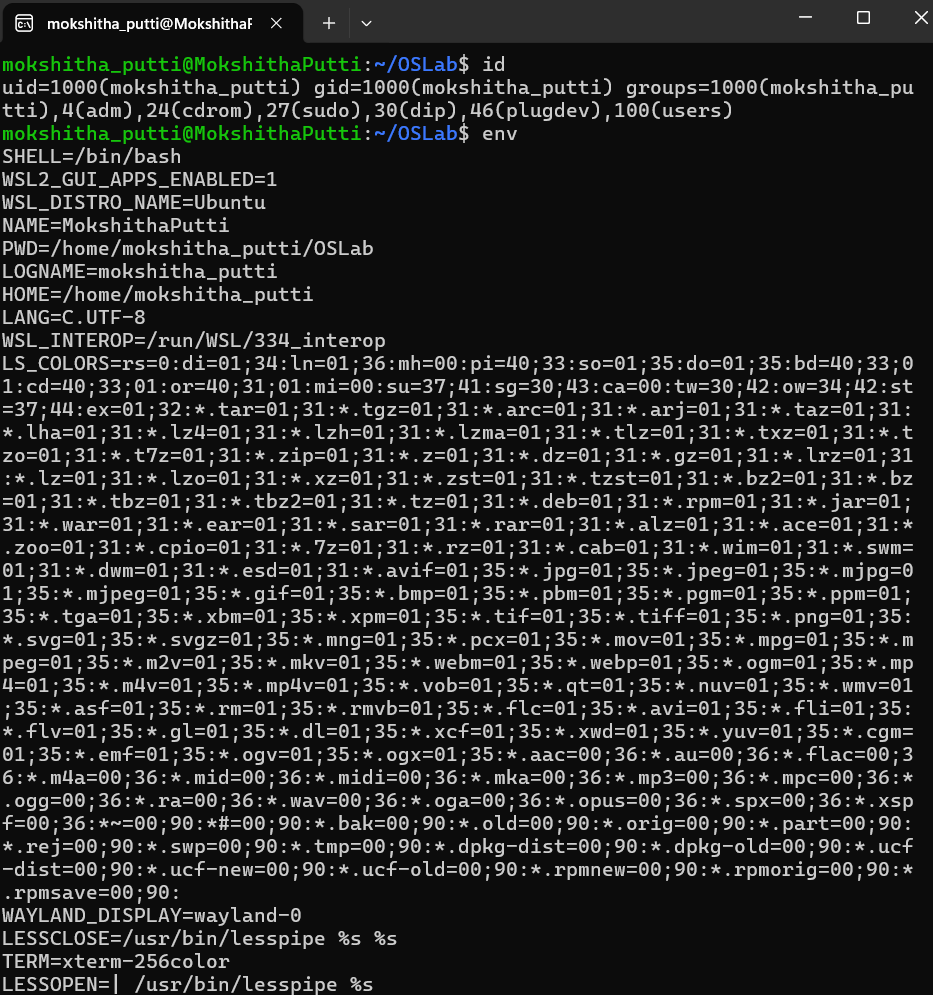 mokshitha_putti@MokshithaP
mokshitha_putti@MokshithaPutti:~/OSLab$ id
uid=1000(mokshitha_putti) gid=1000(mokshitha_putti) groups=1000(mokshitha_pu
tti),4(adm),24(cdrom),27(sudo),30(dip),46(plugdev),100(users)
mokshitha_putti@MokshithaPutti:~/OSLab$ env
SHELL=/bin/bash
WSL2_GUI_APPS_ENABLED=1
WSL_DISTRO_NAME=Ubuntu
NAME=MokshithaPutti
PWD=/home/mokshitha_putti/OSLab
LOGNAME=mokshitha_putti
HOME=/home/mokshitha_putti
LANG=C.UTF-8
WSL_INTEROP=/run/WSL/334_interop
LS_COLORS=rs=0:di=01;34:ln=01;36:mh=00:pi=40;33:so=01;35:do=01;35:bd=40;33;0
1:cd=40;33;01:or=40;31;01:mi=00:su=37;41:sg=30;43:ca=00:tw=30;42:ow=34;42:st
=37;44:ex=01;32:*.tar=01;31:*.tgz=01;31:*.arc=01;31:*.arj=01;31:*.taz=01;31:
*.lha=01;31:*.lz4=01;31:*.lzh=01;31:*.lzma=01;31:*.tlz=01;31:*.txz=01;31:*.t
zo=01;31:*.t7z=01;31:*.zip=01;31:*.z=01;31:*.dz=01;31:*.gz=01;31:*.lrz=01;31
:*.lz=01;31:*.lzo=01;31:*.xz=01;31:*.zst=01;31:*.tzst=01;31:*.bz2=01;31:*.bz
=01;31:*.tbz=01;31:*.tbz2=01;31:*.tz=01;31:*.deb=01;31:*.rpm=01;31:*.jar=01;
31:*.war=01;31:*.ear=01;31:*.sar=01;31:*.rar=01;31:*.alz=01;31:*.ace=01;31:*
.zoo=01;31:*.cpio=01;31:*.7z=01;31:*.rz=01;31:*.cab=01;31:*.wim=01;31:*.swm=
01;31:*.dwm=01;31:*.esd=01;31:*.avif=01;35:*.jpg=01;35:*.jpeg=01;35:*.mjpg=0
1;35:*.mjpeg=01;35:*.gif=01;35:*.bmp=01;35:*.pbm=01;35:*.pgm=01;35:*.ppm=01;
35:*.tga=01;35:*.xbm=01;35:*.xpm=01;35:*.tif=01;35:*.tiff=01;35:*.png=01;35:
*.svg=01;35:*.svgz=01;35:*.mng=01;35:*.pcx=01;35:*.mov=01;35:*.mpg=01;35:*.m
peg=01;35:*.m2v=01;35:*.mkv=01;35:*.webm=01;35:*.webp=01;35:*.ogm=01;35:*.mp
4=01;35:*.m4v=01;35:*.mp4v=01;35:*.vob=01;35:*.qt=01;35:*.nuv=01;35:*.wmv=01
;35:*.asf=01;35:*.rm=01;35:*.rmvb=01;35:*.flc=01;35:*.avi=01;35:*.fli=01;35:
*.flv=01;35:*.gl=01;35:*.dl=01;35:*.xcf=01;35:*.xwd=01;35:*.yuv=01;35:*.cgm=
01;35:*.emf=01;35:*.ogv=01;35:*.ogx=01;35:*.aac=00;36:*.au=00;36:*.flac=00;3
6:*.m4a=00;36:*.mid=00;36:*.midi=00;36:*.mka=00;36:*.mp3=00;36:*.mpc=00;36:*
.ogg=00;36:*.ra=00;36:*.wav=00;36:*.oga=00;36:*.opus=00;36:*.spx=00;36:*.xsp
f=00;36:*~=00;90:*#=00;90:*.bak=00;90:*.old=00;90:*.orig=00;90:*.part=00;90:
*.rej=00;90:*.swp=00;90:*.tmp=00;90:*.dpkg-dist=00;90:*.dpkg-old=00;90:*.ucf
-dist=00;90:*.ucf-new=00;90:*.ucf-old=00;90:*.rpmnew=00;90:*.rpmorig=00;90:*
.rpmsave=00;90:
WAYLAND_DISPLAY=wayland-0
LESSCLOSE=/usr/bin/lesspipe %s %s
TERM=xterm-256color
LESSOPEN=| /usr/bin/lesspipe %s